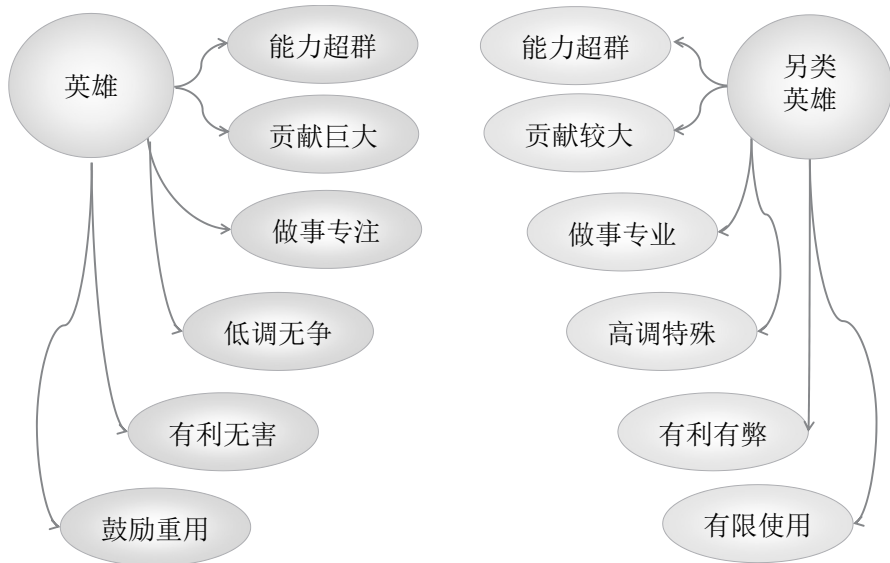 英雄
能力超群
贡献巨大
做事专注
低调无争
有利无害
鼓励重用
另类
英雄
能力超群
贡献较大
做事专业
高调特殊
有利有弊
有限使用